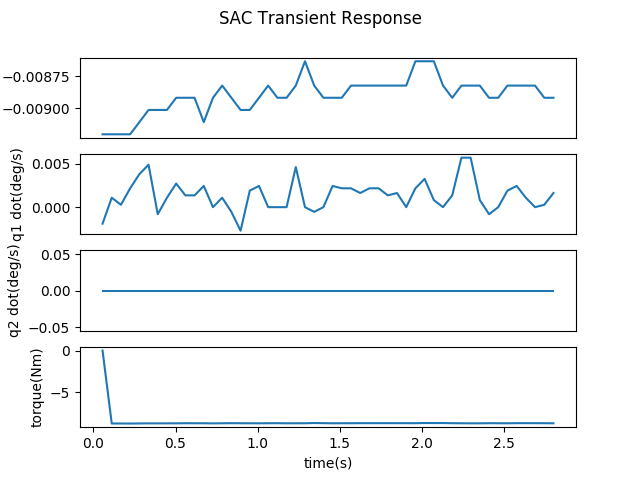 SAC Transient Response
−0.00875
−0.00900
q1 dot(deg/s)
0.005
0.000
q2 dot(deg/s)
0.05
0.00
−0.05
torque(Nm)
0
−5
0.0 0.5 1.0 1.5 2.0 2.5
time(s)